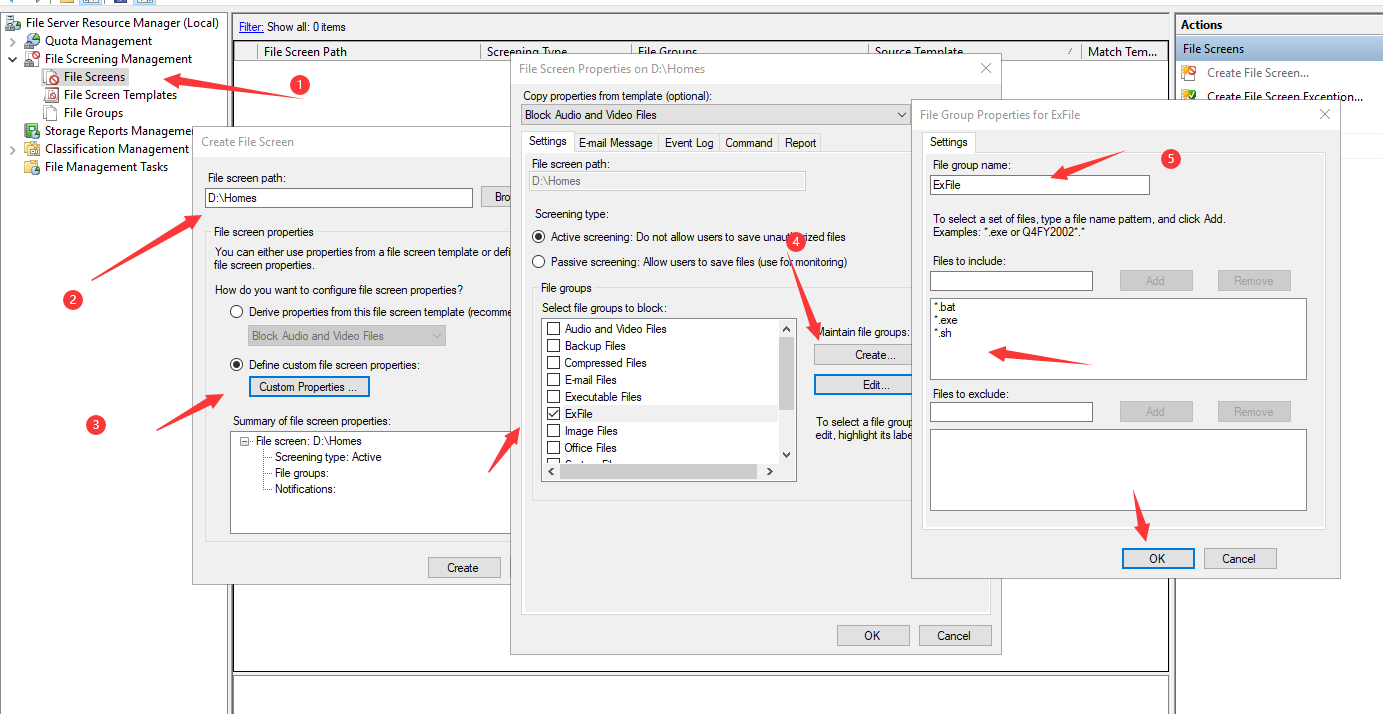 File Server Resource Manager (Local)
Quota Management
File Screening Management
File Screens
File Screen Templates
File Groups
Storage Reports Manageme
Classification Management
File Management Tasks
Filter: Show all: 0 items
File Screen Path
Screening Type
File Groups
Source Template
Match Tem...
Actions
File Screens
Create File Screen...
Create File Screen Exception...
1
2
3
4
5
Create File Screen
File screen path:
D:\Homes
Bro
File screen properties
You can either use properties from a file screen template or defi
file screen properties.
How do you want to configure file screen properties?
Derive properties from this file screen template (recomme
Block Audio and Video Files
Define custom file screen properties:
Custom Properties ...
Summary of file screen properties:
File screen: D:\Homes
Screening type: Active
File groups:
Notifications:
Create
File Screen Properties on D:\Homes
Copy properties from template (optional):
Block Audio and Video Files
Settings
E-mail Message
Event Log
Command
Report
File screen path:
D:\Homes
Screening type:
Active screening: Do not allow users to save unauthorized files
Passive screening: Allow users to save files (use for monitoring)
File groups
Select file groups to block:
Audio and Video Files
Backup Files
Compressed Files
E-mail Files
Executable Files
ExFile
Image Files
Office Files
Maintain file groups:
Create...
Edit...
To select a file group
edit, highlight its labe
OK
Cancel
File Group Properties for ExFile
Settings
File group name:
ExFile
To select a set of files, type a file name pattern, and click Add.
Examples: *.exe or Q4FY2002*.*
Files to include:
Add
Remove
*.bat
*.exe
*.sh
Files to exclude:
Add
Remove
OK
Cancel